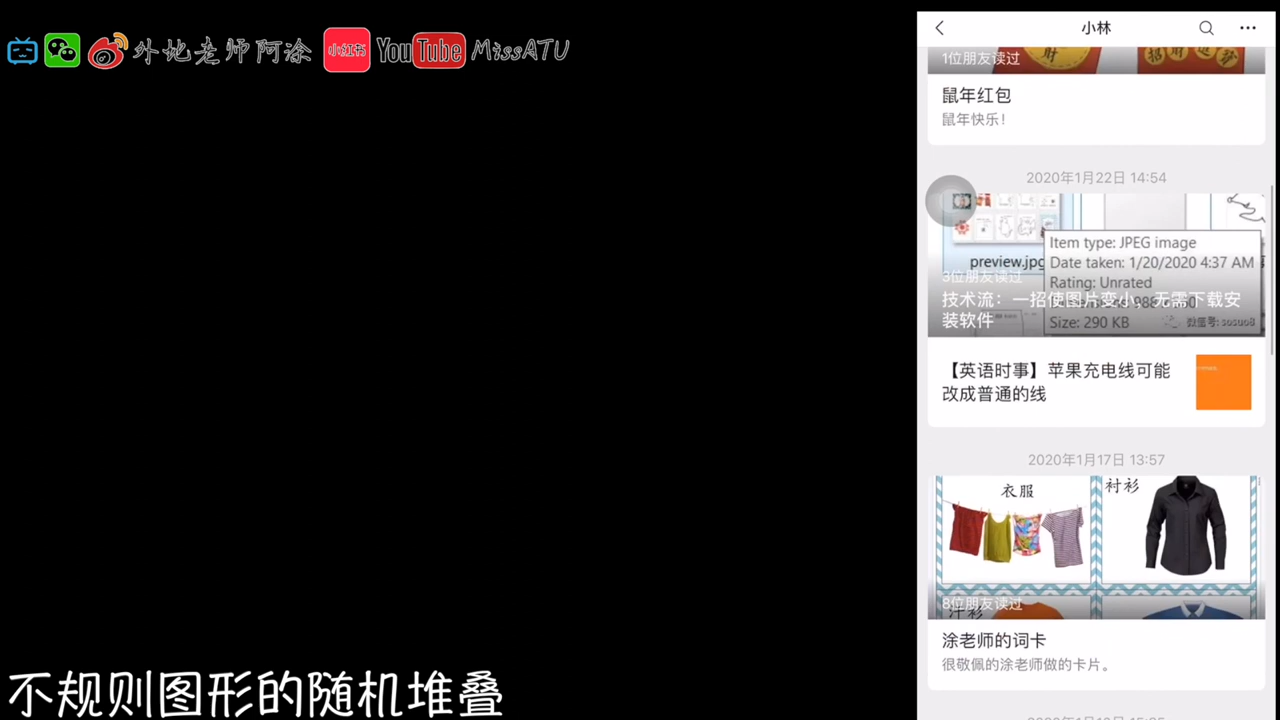 外地老师阿涂 小红书 YouTube MissATU
小林
1位朋友读过
鼠年红包
鼠年快乐！
2020年1月22日 14:54
Item type: JPEG image
preview.jpg
Date taken: 1/20/2020 4:37 AM
3位朋友读过
Rating: Unrated
技术流：一招使图片变小，无需下载安
装软件
Size: 290 KB
微信号: sosuo8
【英语时事】苹果充电线可能
改成普通的线
2020年1月17日 13:57
衣服
衬衫
8位朋友读过
涂老师的词卡
很敬佩的涂老师做的卡片。
不规则图形的随机堆叠